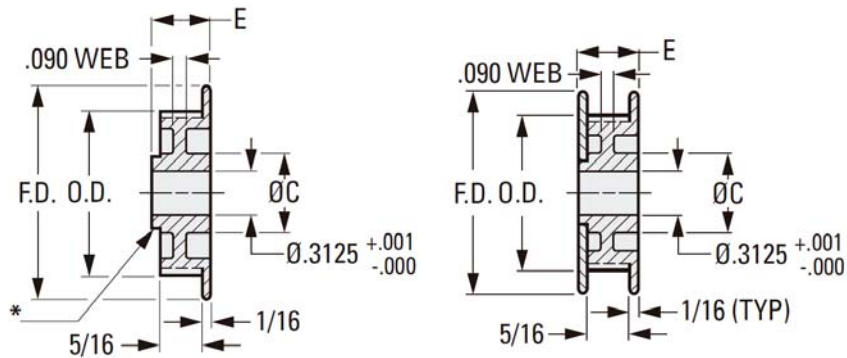 E
.090 WEB
F.D. O.D.
ØC
Ø.3125 +.001 -.000
*
1/16
5/16
E
.090 WEB
F.D. O.D.
ØC
Ø.3125 +.001 -.000
1/16 (TYP)
5/16